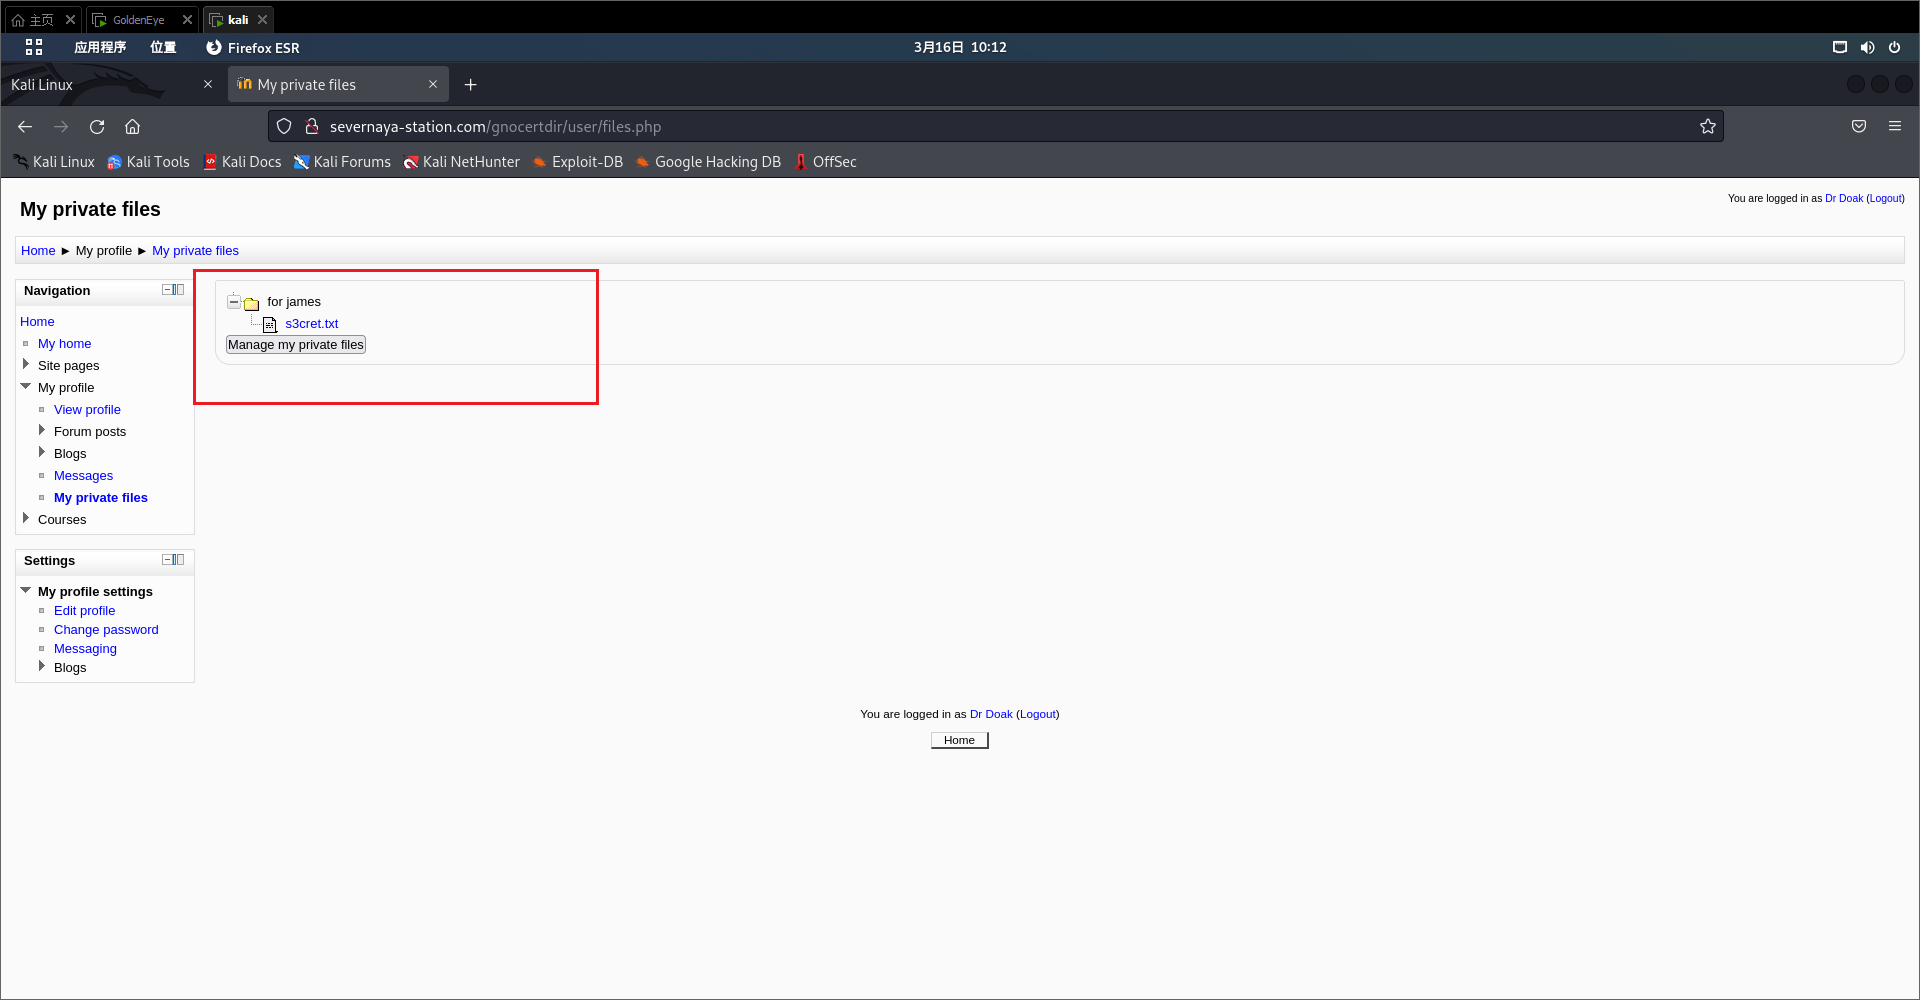 主页 GoldenEye kali
应用程序 位置 Firefox ESR 3月16日 10:12
Kali Linux My private files
severnaya-station.com/gnocertdir/user/files.php
Kali Linux Kali Tools Kali Docs Kali Forums Kali NetHunter Exploit-DB Google Hacking DB OffSec
My private files
You are logged in as Dr Doak (Logout)
Home ► My profile ► My private files
Navigation
Home
My home
Site pages
My profile
View profile
Forum posts
Blogs
Messages
My private files
Courses
Settings
My profile settings
Edit profile
Change password
Messaging
Blogs
for james
s3cret.txt
Manage my private files
You are logged in as Dr Doak (Logout)
Home